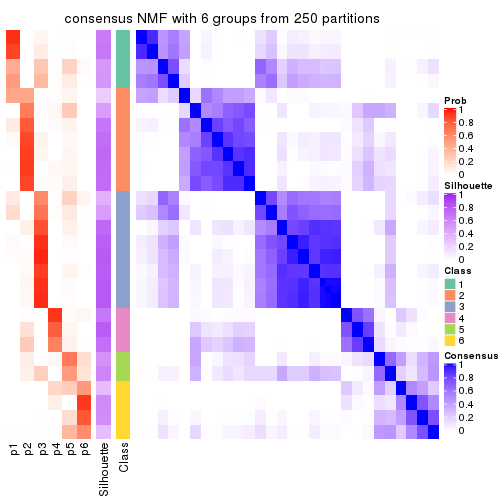 consensus NMF with 6 groups from 250 partitions
Prob
1
0.8
0.6
0.4
0.2
0
Silhouette
1
0.8
0.6
0.4
0.2
0
Class
1
2
3
4
5
6
Consensus
1
0.8
0.6
0.4
0.2
0
p1
p2
p3
p4
p5
p6
Silhouette
Class